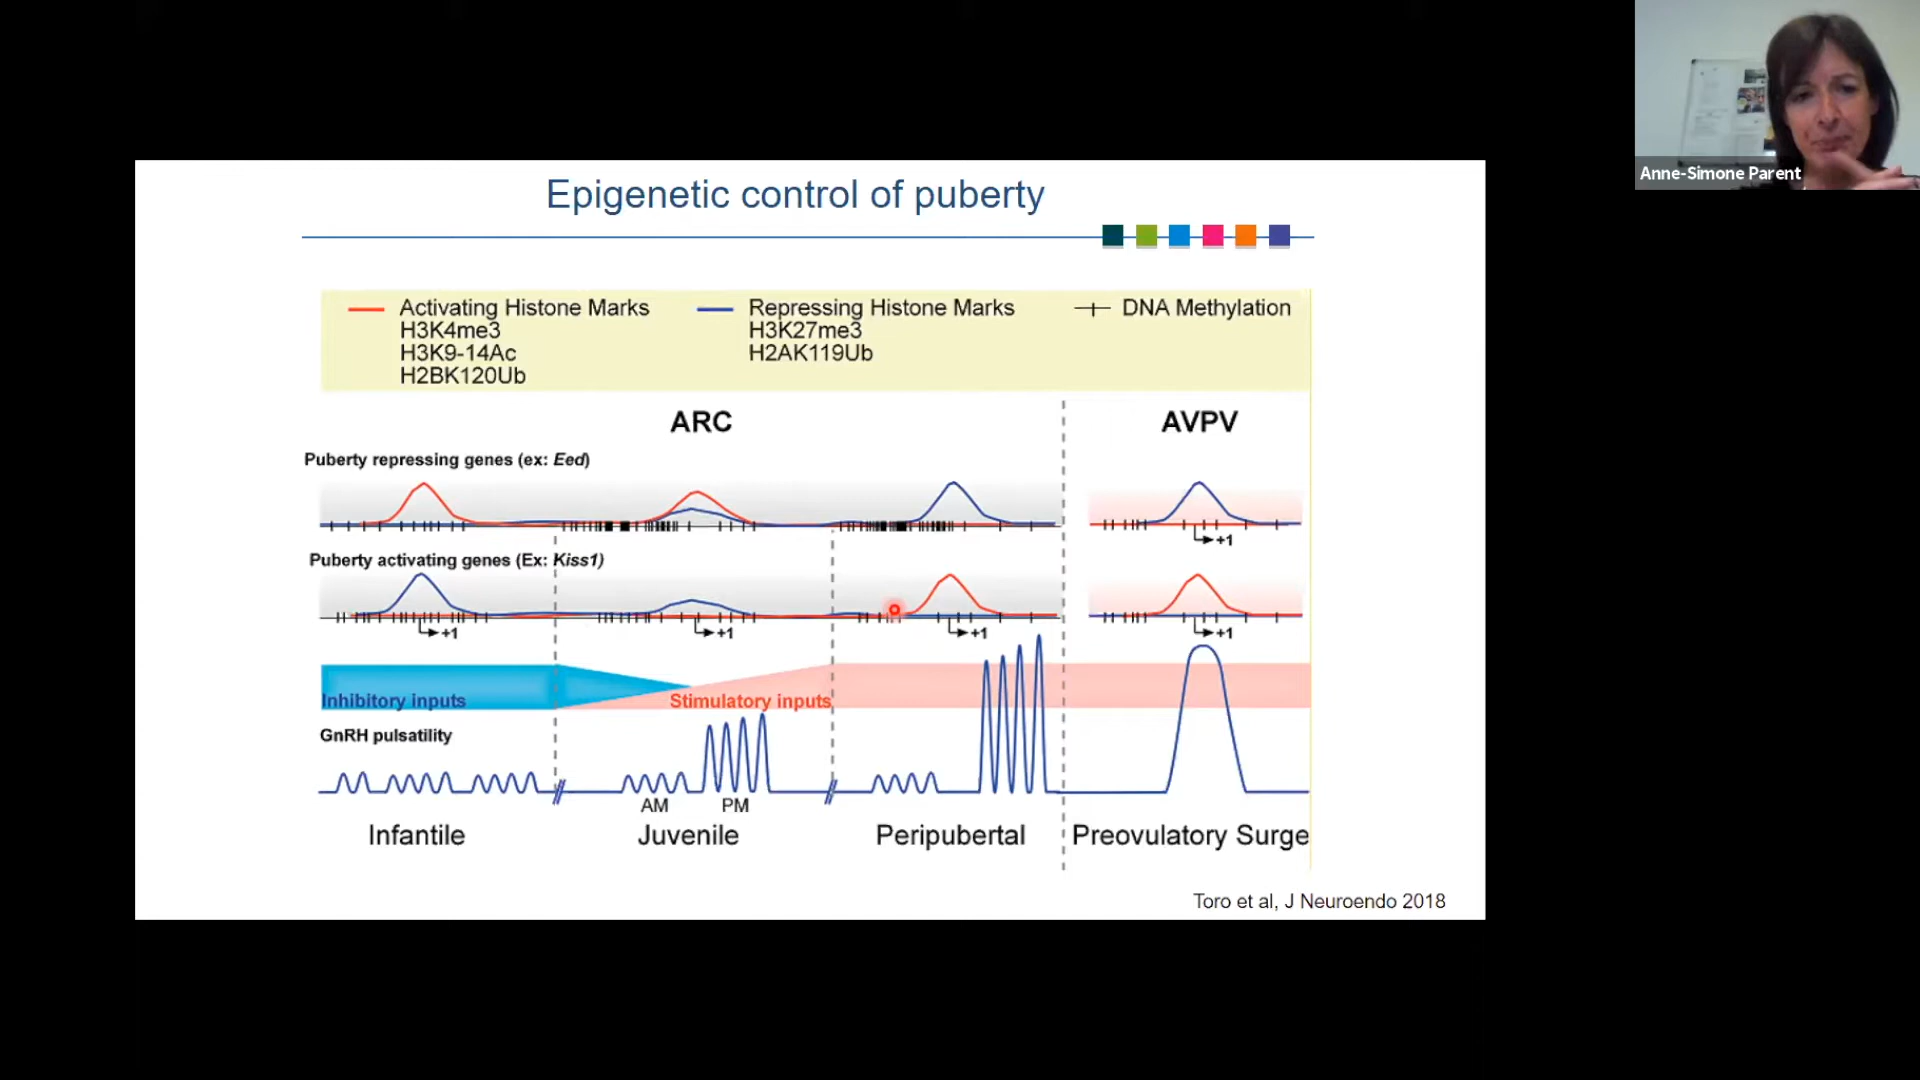 Anne-Simone Parent
Epigenetic control of puberty
Activating Histone Marks
H3K4me3
H3K9-14Ac
H2BK120Ub
Repressing Histone Marks
H3K27me3
H2AK119Ub
DNA Methylation
ARC
AVPV
Puberty repressing genes (ex: Eed)
+1
Puberty activating genes (Ex: Kiss1)
+1
+1
+1
+1
Inhibitory inputs
Stimulatory inputs
GnRH pulsatility
AM
PM
Infantile
Juvenile
Peripubertal
Preovulatory Surge
Toro et al, J Neuroendo 2018